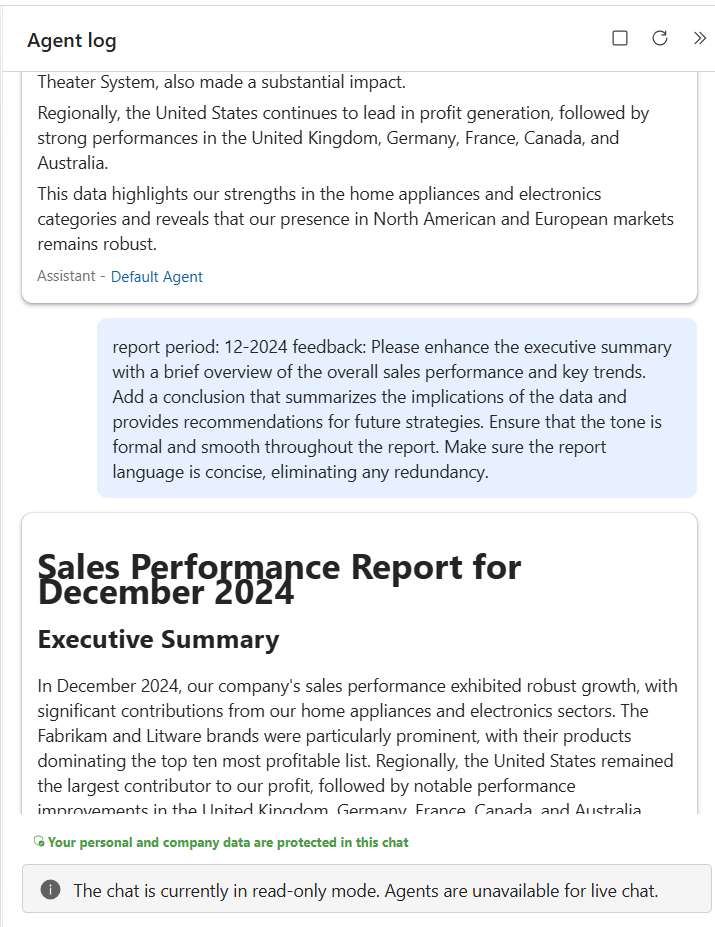 Agent log
Theater System, also made a substantial impact.
Regionally, the United States continues to lead in profit generation, followed by
strong performances in the United Kingdom, Germany, France, Canada, and
Australia.
This data highlights our strengths in the home appliances and electronics
categories and reveals that our presence in North American and European markets
remains robust.
Assistant - Default Agent
report period: 12-2024 feedback: Please enhance the executive summary
with a brief overview of the overall sales performance and key trends.
Add a conclusion that summarizes the implications of the data and
provides recommendations for future strategies. Ensure that the tone is
formal and smooth throughout the report. Make sure the report
language is concise, eliminating any redundancy.
Sales Performance Report for
December 2024
Executive Summary
In December 2024, our company's sales performance exhibited robust growth, with
significant contributions from our home appliances and electronics sectors. The
Fabrikam and Litware brands were particularly prominent, with their products
dominating the top ten most profitable list. Regionally, the United States remained
the largest contributor to our profit, followed by notable performance
improvements in the United Kingdom, Germany, France, Canada, and Australia
Your personal and company data are protected in this chat
The chat is currently in read-only mode. Agents are unavailable for live chat.